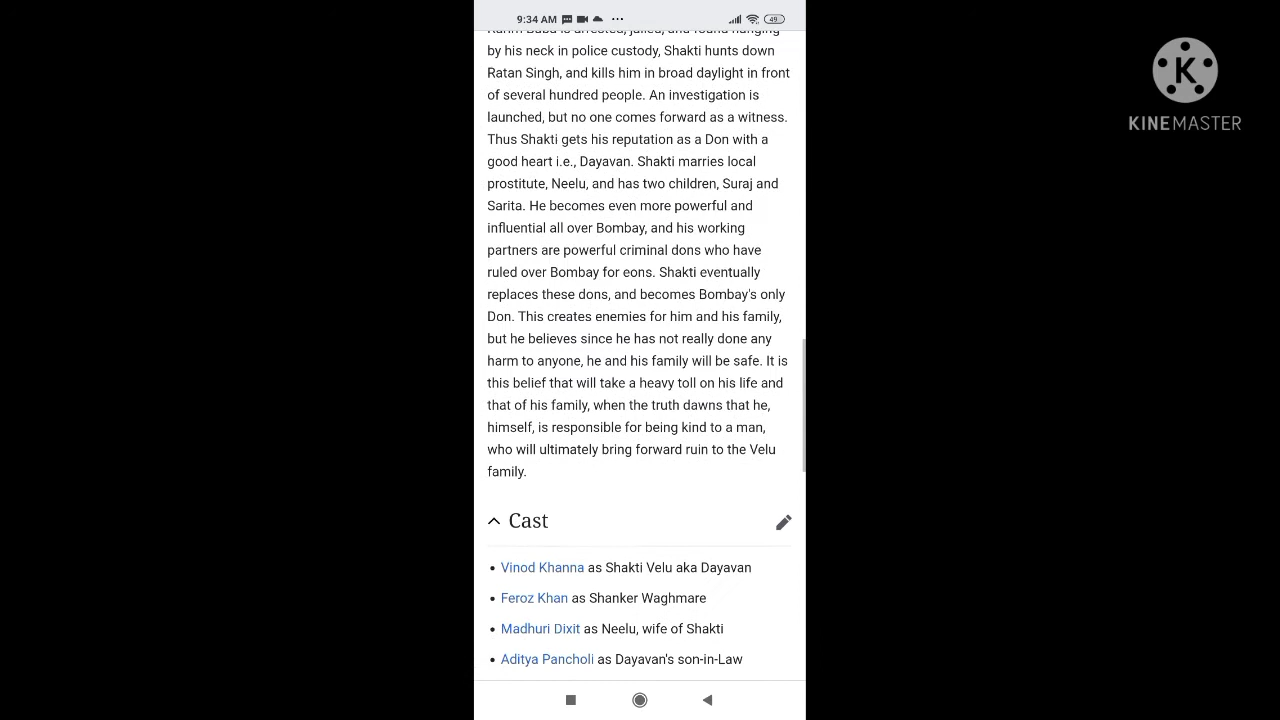 9:34 AM
49
Karim Baba is arrested, jailed, and found hanging
by his neck in police custody, Shakti hunts down
Ratan Singh, and kills him in broad daylight in front
of several hundred people. An investigation is
launched, but no one comes forward as a witness.
Thus Shakti gets his reputation as a Don with a
good heart i.e., Dayavan. Shakti marries local
prostitute, Neelu, and has two children, Suraj and
Sarita. He becomes even more powerful and
influential all over Bombay, and his working
partners are powerful criminal dons who have
ruled over Bombay for eons. Shakti eventually
replaces these dons, and becomes Bombay's only
Don. This creates enemies for him and his family,
but he believes since he has not really done any
harm to anyone, he and his family will be safe. It is
this belief that will take a heavy toll on his life and
that of his family, when the truth dawns that he,
himself, is responsible for being kind to a man,
who will ultimately bring forward ruin to the Velu
family.
Cast
• Vinod Khanna as Shakti Velu aka Dayavan
• Feroz Khan as Shanker Waghmare
• Madhuri Dixit as Neelu, wife of Shakti
• Aditya Pancholi as Dayavan's son-in-Law
K
KINEMASTER